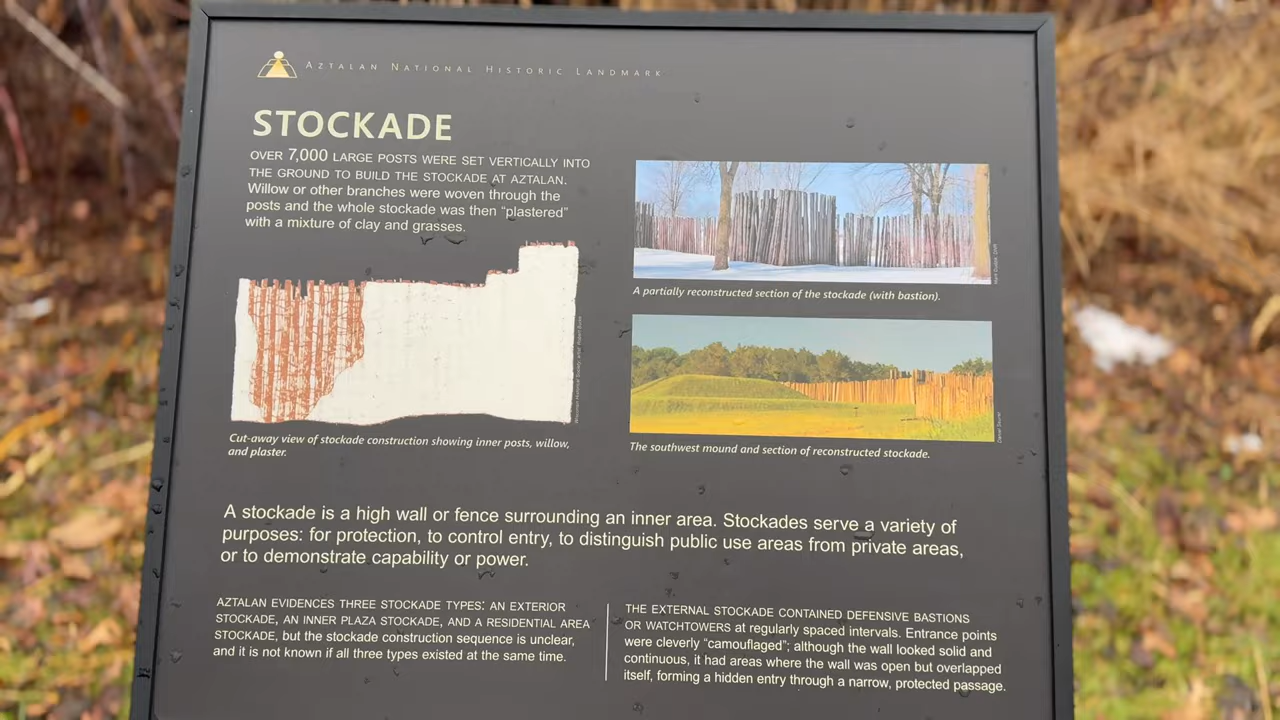 AZTALAN NATIONAL HISTORIC LANDMARK
STOCKADE
OVER 7,000 LARGE POSTS WERE SET VERTICALLY INTO
THE GROUND TO BUILD THE STOCKADE AT AZTALAN.
Willow or other branches were woven through the
posts and the whole stockade was then “plastered”
with a mixture of clay and grasses.
Cut-away view of stockade construction showing inner posts, willow,
and plaster.
A partially reconstructed section of the stockade (with bastion).
The southwest mound and section of reconstructed stockade.
A stockade is a high wall or fence surrounding an inner area. Stockades serve a variety of
purposes: for protection, to control entry, to distinguish public use areas from private areas,
or to demonstrate capability or power.
AZTALAN EVIDENCES THREE STOCKADE TYPES: AN EXTERIOR
STOCKADE, AN INNER PLAZA STOCKADE, AND A RESIDENTIAL AREA
STOCKADE, but the stockade construction sequence is unclear,
and it is not known if all three types existed at the same time.
THE EXTERNAL STOCKADE CONTAINED DEFENSIVE BASTIONS
OR WATCHTOWERS at regularly spaced intervals. Entrance points
were cleverly “camouflaged”; although the wall looked solid and
continuous, it had areas where the wall was open but overlapped
itself, forming a hidden entry through a narrow, protected passage.